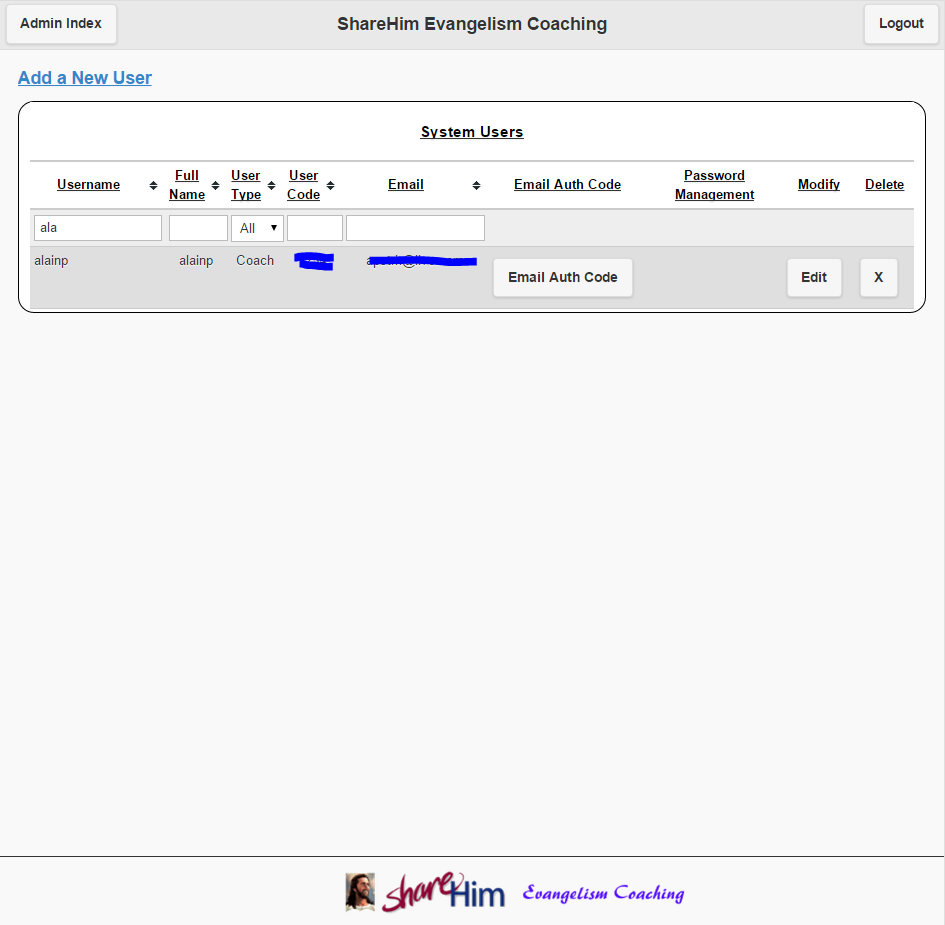 Admin Index
ShareHim Evangelism Coaching
Logout
Add a New User
System Users
Username Full Name User Type User Code Email Email Auth Code Password Management Modify Delete
ala All ▼
alainp alainp Coach Email Auth Code Edit X
shareHim Evangelism Coaching